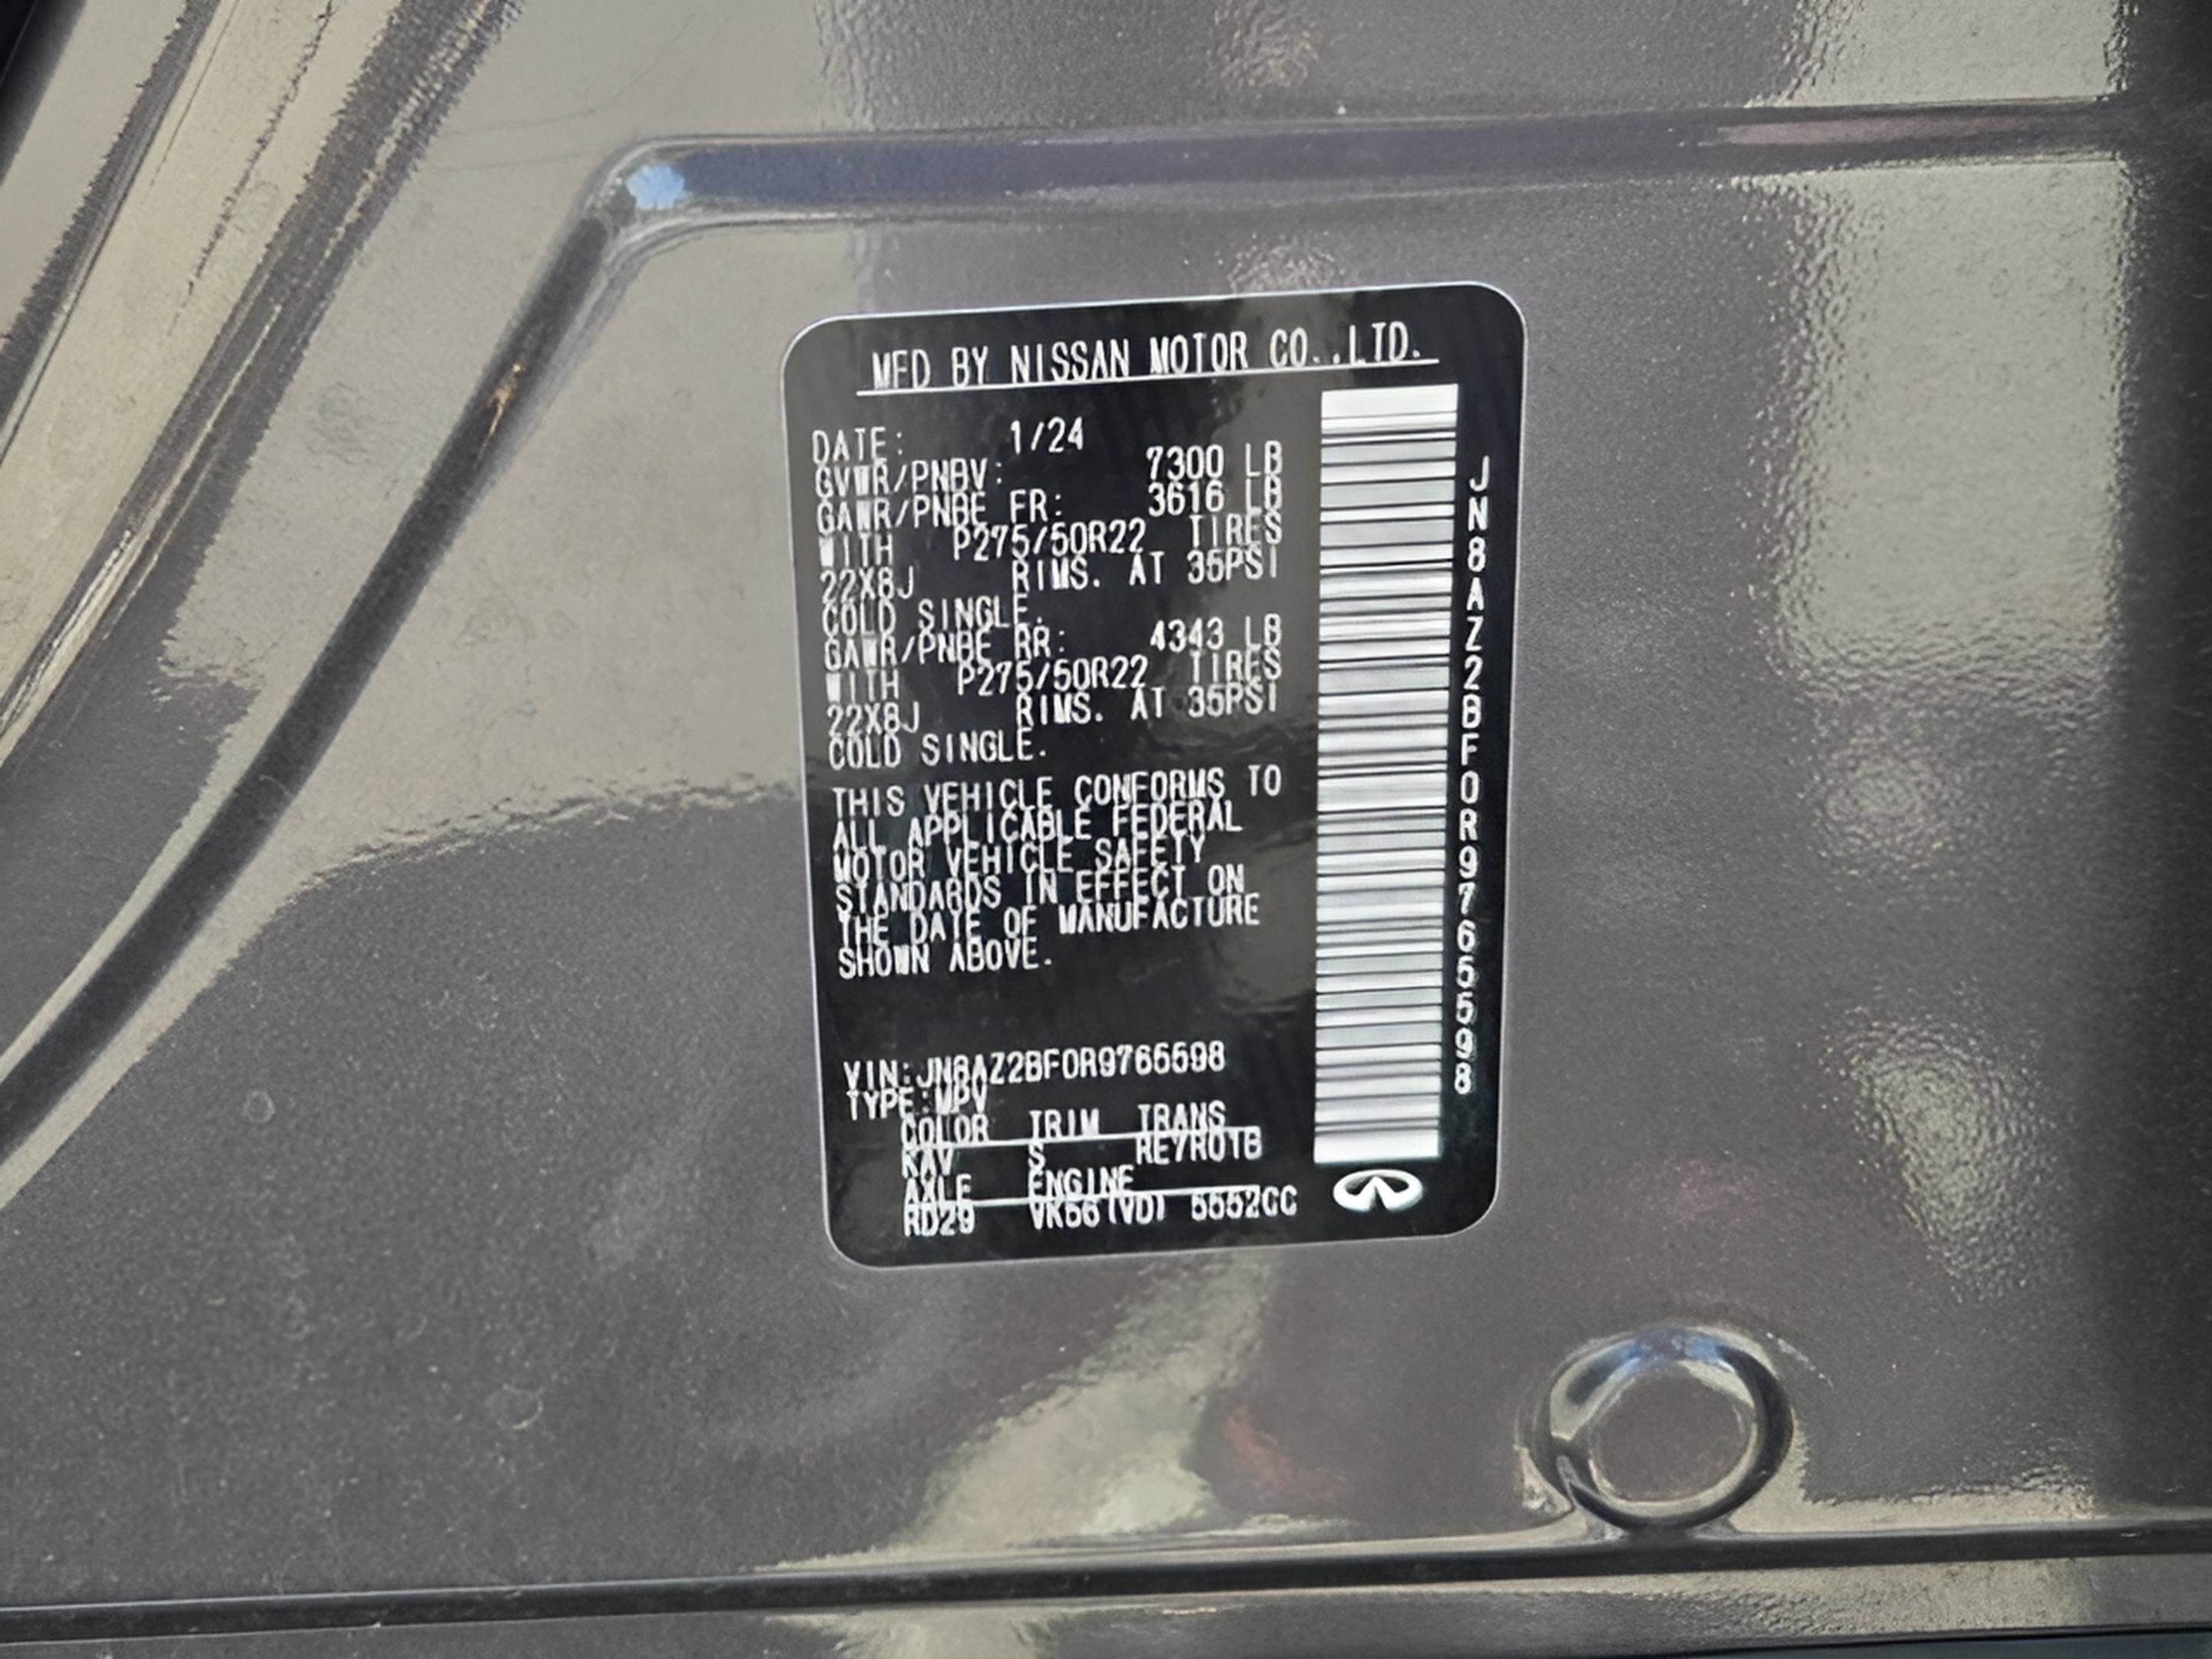 MFD BY NISSAN MOTOR CO.,LTD.
DATE: 1/24
GVWR/PNBV: 7300 LB
GAWR/PNBE FR: 3616 LB
WITH P275/50R22 TIRES
22X8J RIMS. AT 35PSI
COLD SINGLE.
GAWR/PNBE RR: 4343 LB
WITH P275/50R22 TIRES
22X8J RIMS. AT 35PSI
COLD SINGLE.
THIS VEHICLE CONFORMS TO
ALL APPLICABLE FEDERAL
MOTOR VEHICLE SAFETY
STANDARDS IN EFFECT ON
THE DATE OF MANUFACTURE
SHOWN ABOVE.
VIN:JN8AZ2BF0R9765598
TYPE:MPV
COLOR TRIM TRANS
KAV S
AXLE ENGINE
RD29 VK56(VD) 5552CC
JN8AZ2BF0R9765598